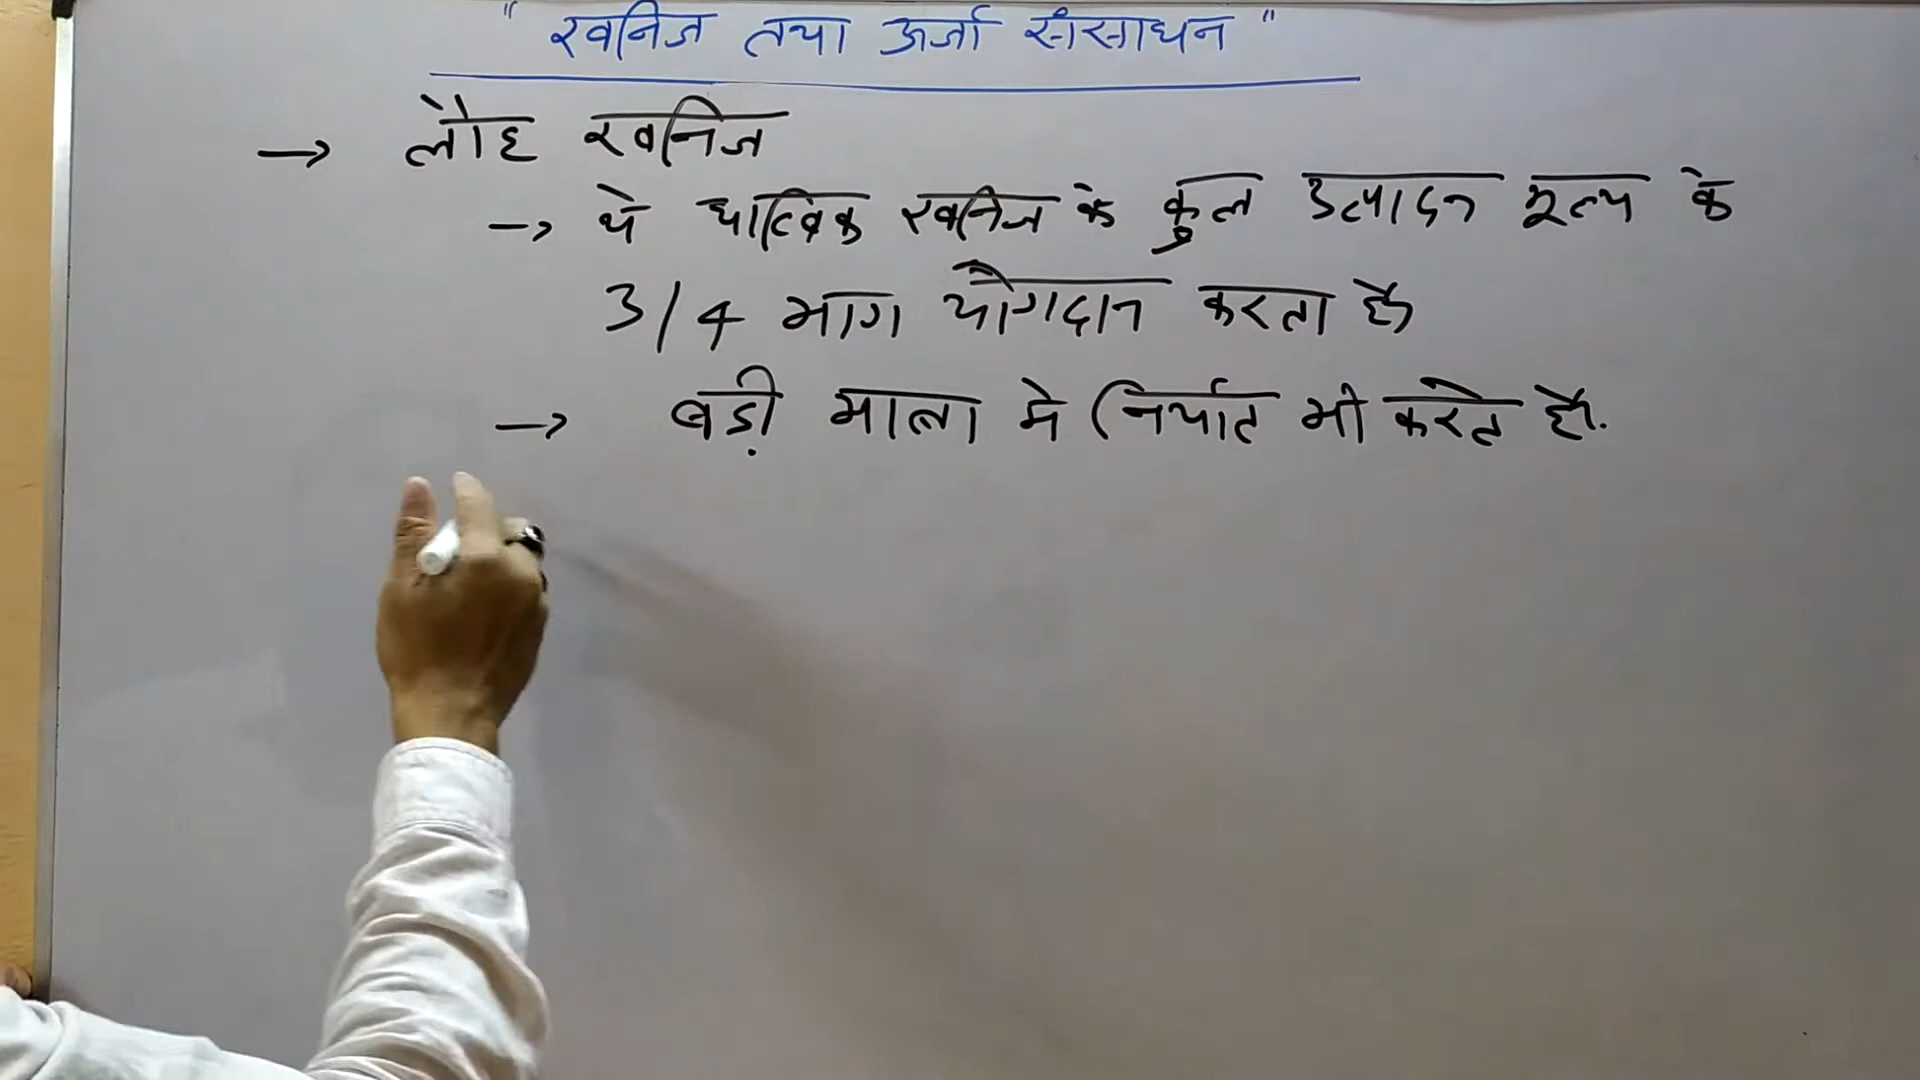 "खनिज तथा ऊर्जा संसाधन"
→ लौह खनिज
→ ये धात्विक खनिज के कुल उत्पादन मूल्य के
3/4 भाग योगदान करता है
→ बड़ी मात्रा मे निर्यात भी करते है.